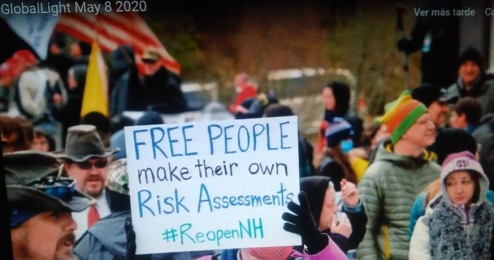 GlobalLight May 8 2020
Ver más tarde
FREE PEOPLE
make their own
Risk Assessments
#ReopenNH